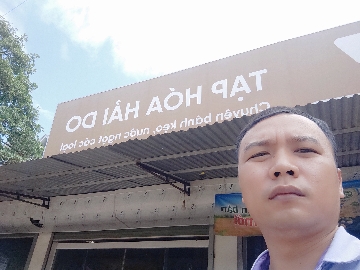 TẠP HÓA HẢI DO
Chuyên bánh kẹo, nước ngọt các loại